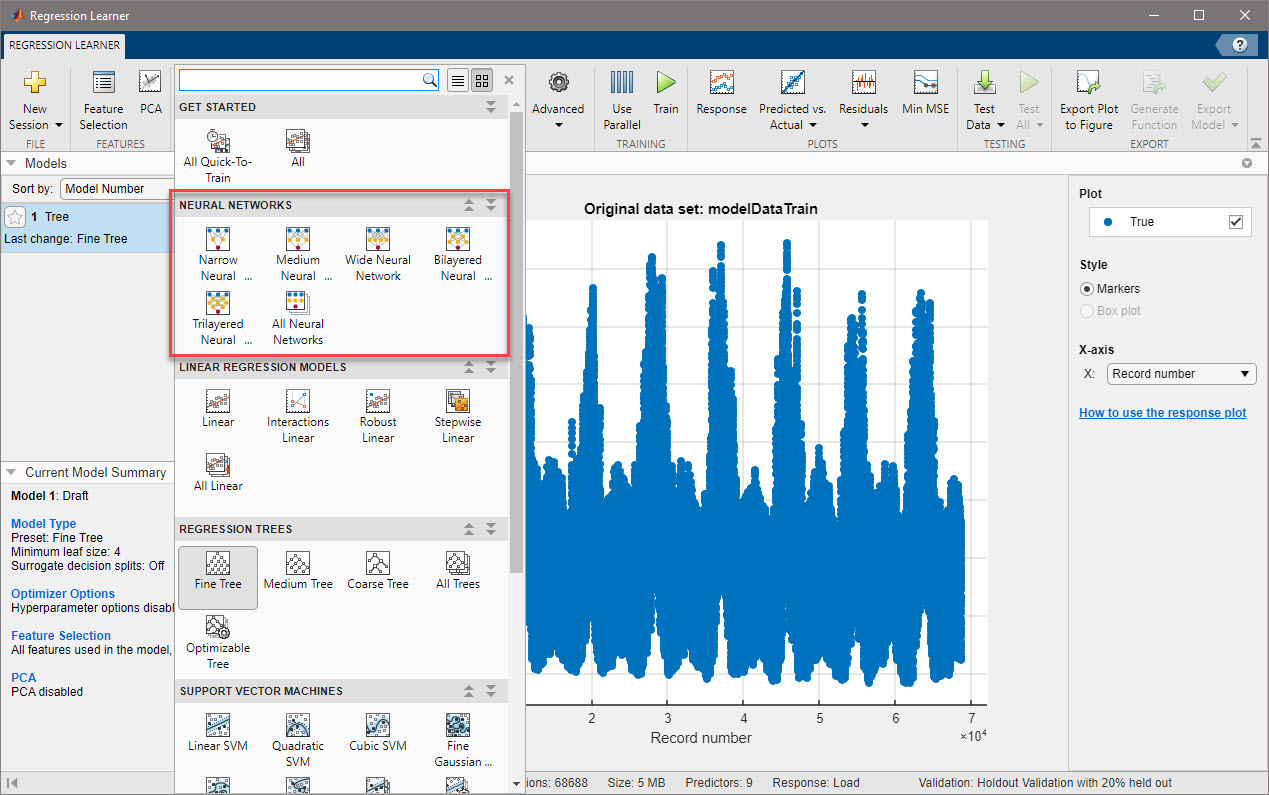 Regression Learner
REGRESSION LEARNER
?
New
Session
FILE
Feature
Selection
PCA
FEATURES
Advanced
Use
Parallel
Train
TRAINING
Response
Predicted vs.
Actual
Residuals
Min MSE
PLOTS
Test
Data
Test
All
TESTING
Export Plot
to Figure
Generate
Function
Export
Model
EXPORT
Models
Sort by: Model Number
1 Tree
Last change: Fine Tree
Current Model Summary
Model 1: Draft
Model Type
Preset: Fine Tree
Minimum leaf size: 4
Surrogate decision splits: Off
Optimizer Options
Hyperparameter options disabl
Feature Selection
All features used in the model,
PCA
PCA disabled
GET STARTED
All Quick-To-
Train
All
NEURAL NETWORKS
Narrow
Neural ...
Medium
Neural ...
Wide Neural
Network
Bilayered
Neural ...
Trilayered
Neural ...
All Neural
Networks
LINEAR REGRESSION MODELS
Linear
Interactions
Linear
Robust
Linear
Stepwise
Linear
All Linear
REGRESSION TREES
Fine Tree
Medium Tree
Coarse Tree
All Trees
Optimizable
Tree
SUPPORT VECTOR MACHINES
Linear SVM
Quadratic
SVM
Cubic SVM
Fine
Gaussian ...
Original data set: modelDataTrain
2 3 4 5 6 7
×10⁴
Record number
Plot
True
Style
Markers
Box plot
X-axis
X: Record number
How to use the response plot
ions: 68688 Size: 5 MB Predictors: 9 Response: Load Validation: Holdout Validation with 20% held out